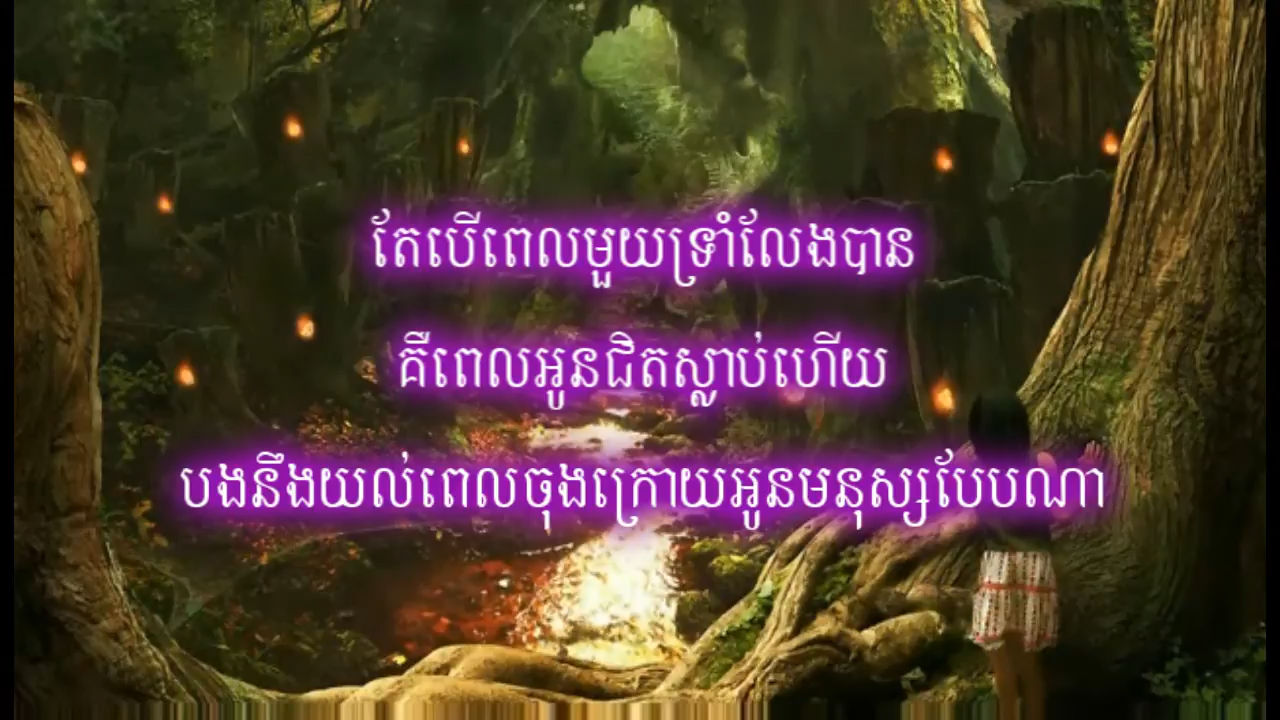 តែបើពេលមួយទ្រាំលែងបាន
គឺពេលអូនជិតស្លាប់ហើយ
បងនឹងយល់ពេលចុងក្រោយអូនមនុស្សបែបណា